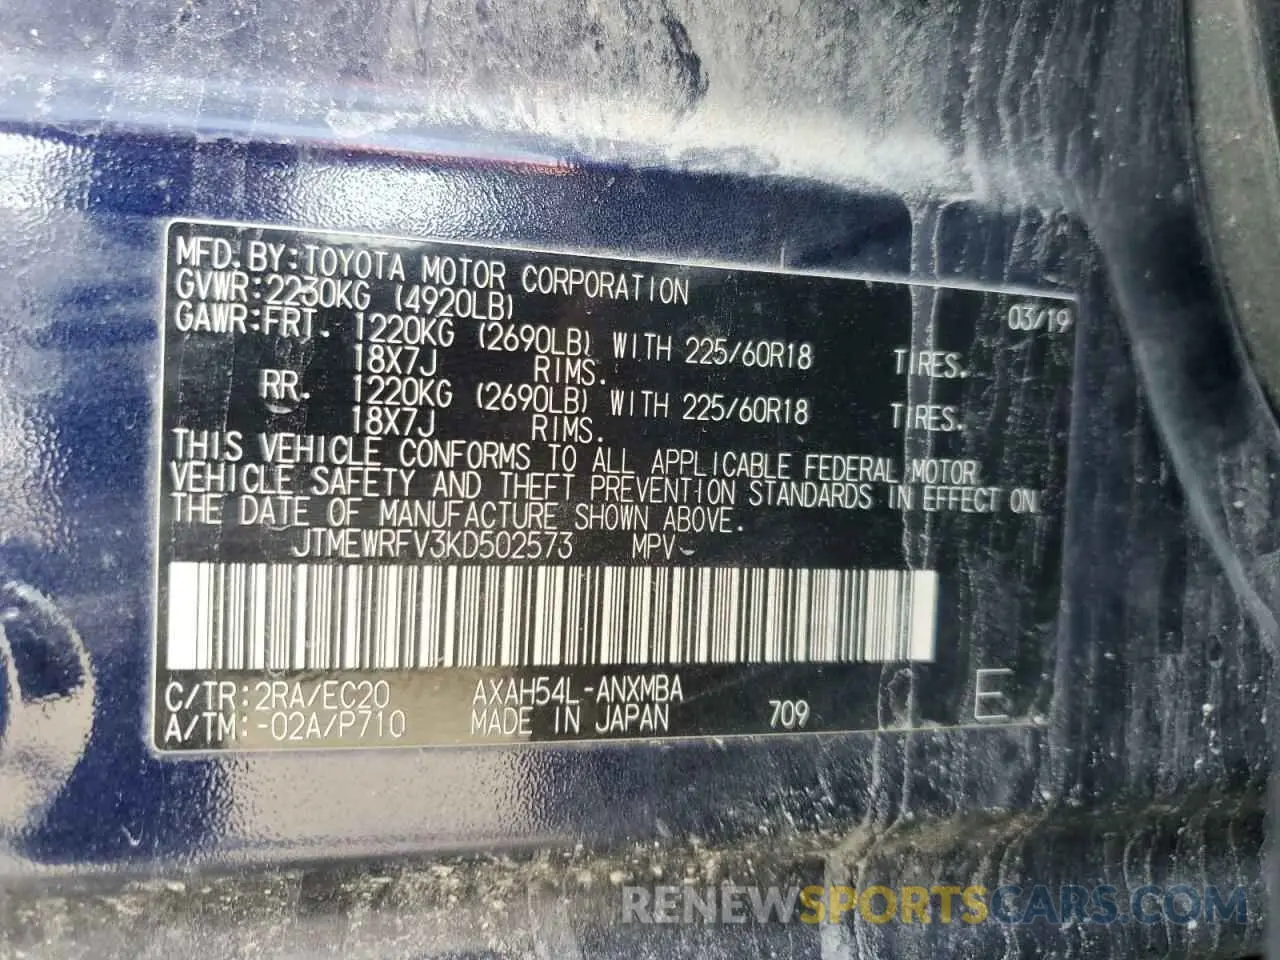 MFD. BY: TOYOTA MOTOR CORPORATION 03/19
GVWR: 2230KG (4920LB)
GAWR: FRT. 1220KG (2690LB) WITH 225/60R18 TIRES.
18X7J RIMS.
RR. 1220KG (2690LB) WITH 225/60R18 TIRES.
18X7J RIMS.
THIS VEHICLE CONFORMS TO ALL APPLICABLE FEDERAL MOTOR
VEHICLE SAFETY AND THEFT PREVENTION STANDARDS IN EFFECT ON
THE DATE OF MANUFACTURE SHOWN ABOVE.
JTMEWRFV3KD502573 MPV
C/TR: 2RA/EC20 AXAH54L-ANXMBA
A/TM: -02A/P710 MADE IN JAPAN 709 E
RENEWSPORTSCARS.COM